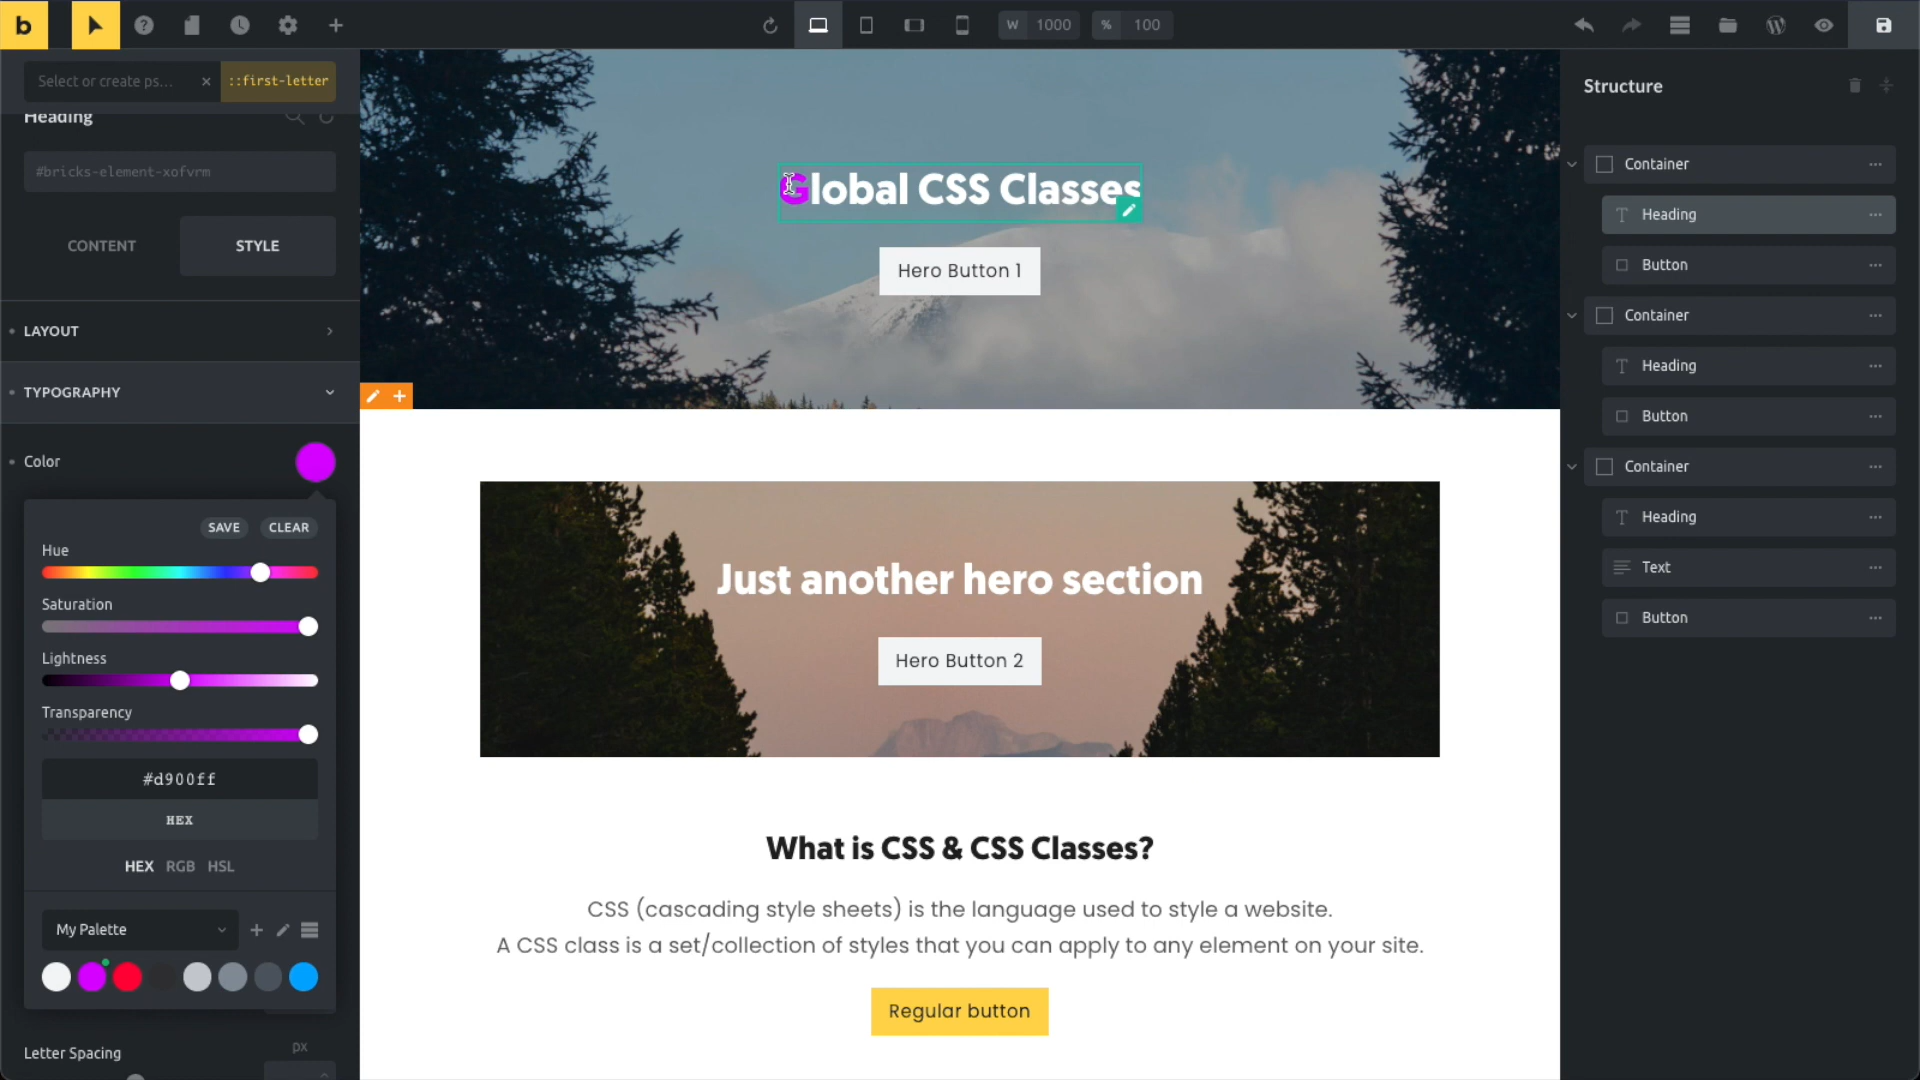 b
W 1000
% 100
Select or create ps... × ::first-letter
Heading
#bricks-element-xofvrm
CONTENT
STYLE
LAYOUT
TYPOGRAPHY
Color
SAVE
CLEAR
Hue
Saturation
Lightness
Transparency
#d900ff
HEX
HEX RGB HSL
My Palette
px
Letter Spacing
Global CSS Classes
Hero Button 1
Just another hero section
Hero Button 2
What is CSS & CSS Classes?
CSS (cascading style sheets) is the language used to style a website.
A CSS class is a set/collection of styles that you can apply to any element on your site.
Regular button
Structure
Container
Heading
Button
Container
Heading
Button
Container
Heading
Text
Button